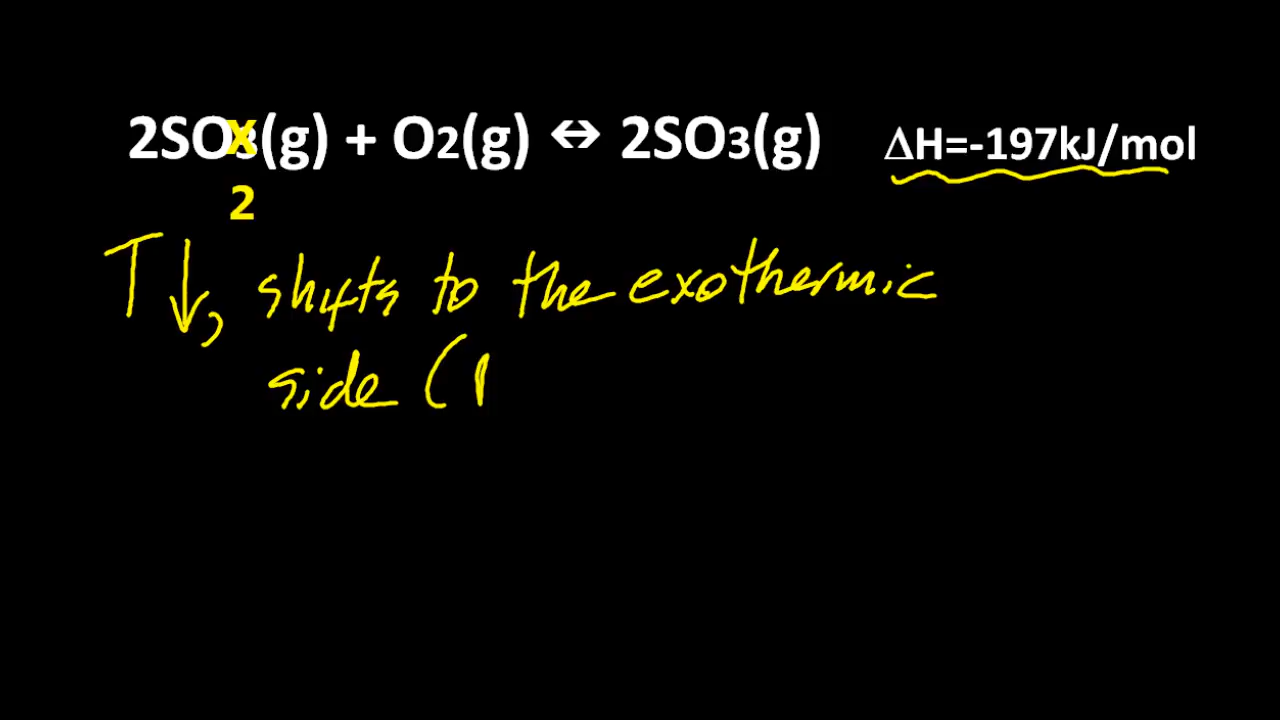 2SO3(g) + O2(g) ↔ 2SO3(g) ΔH=-197kJ/mol
X
2
T↓, shifts to the exothermic
side (